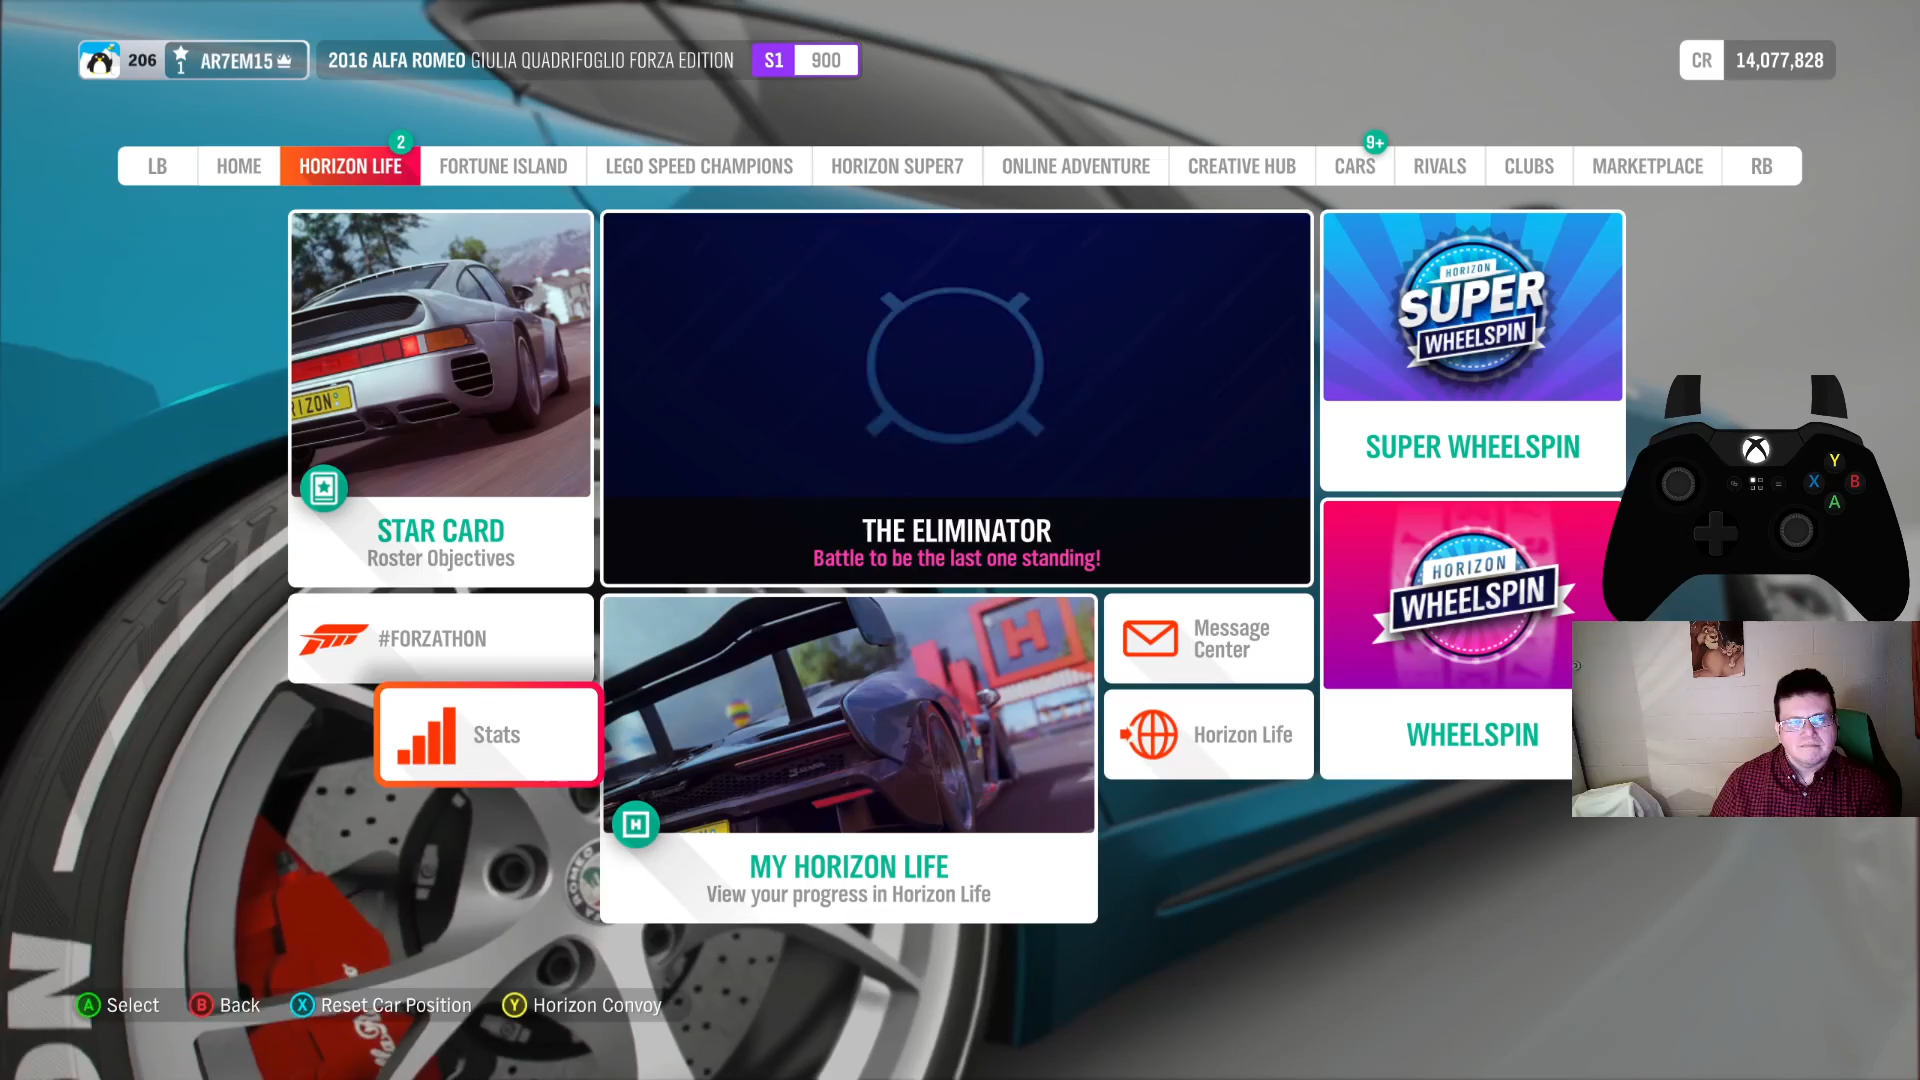 206 1 AR7EM15 2016 ALFA ROMEO GIULIA QUADRIFOGLIO FORZA EDITION S1 900 CR 14,077,828
2 9+
LB HOME HORIZON LIFE FORTUNE ISLAND LEGO SPEED CHAMPIONS HORIZON SUPER7 ONLINE ADVENTURE CREATIVE HUB CARS RIVALS CLUBS MARKETPLACE RB
RIZON
STAR CARD
Roster Objectives
THE ELIMINATOR
Battle to be the last one standing!
HORIZON
SUPER
WHEELSPIN
SUPER WHEELSPIN
Y
X B
A
#FORZATHON
Stats
H
MY HORIZON LIFE
View your progress in Horizon Life
Message
Center
Horizon Life
HORIZON
WHEELSPIN
WHEELSPIN
A Select B Back X Reset Car Position Y Horizon Convoy